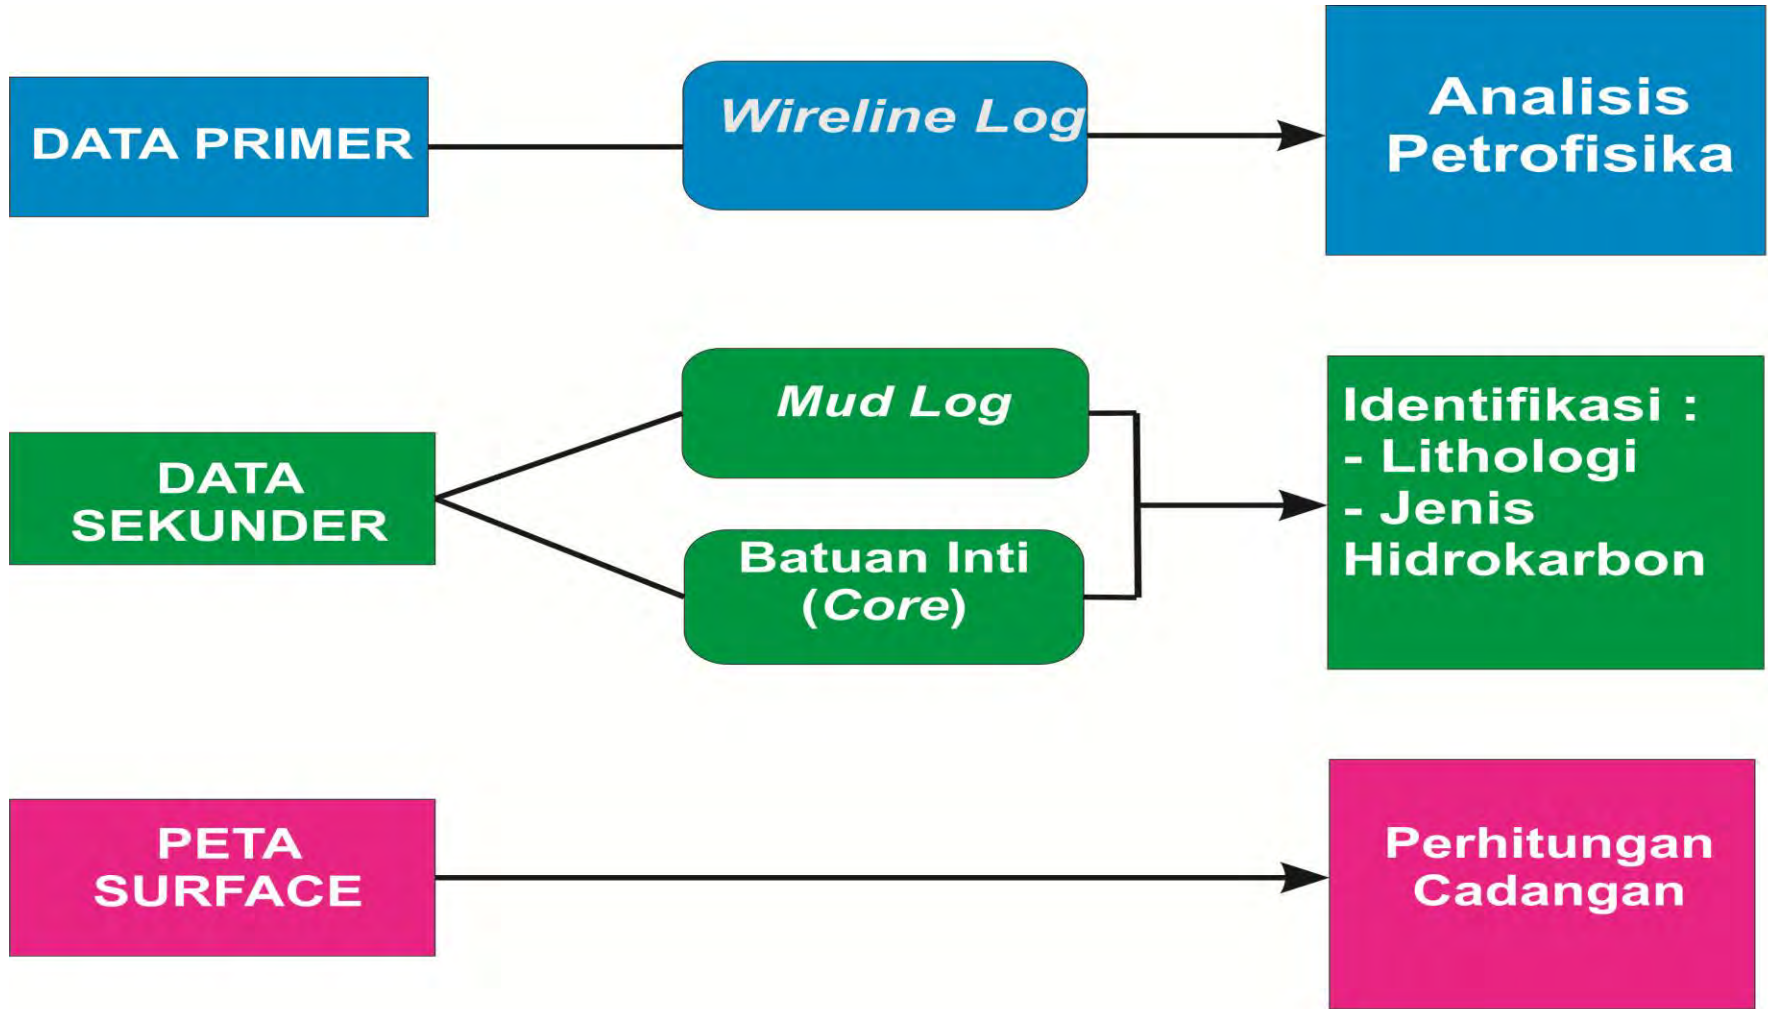 DATA PRIMER
Wireline Log
Analisis
Petrofisika
DATA
SEKUNDER
Mud Log
Batuan Inti
(Core)
Identifikasi :
- Lithologi
- Jenis
Hidrokarbon
PETA
SURFACE
Perhitungan
Cadangan